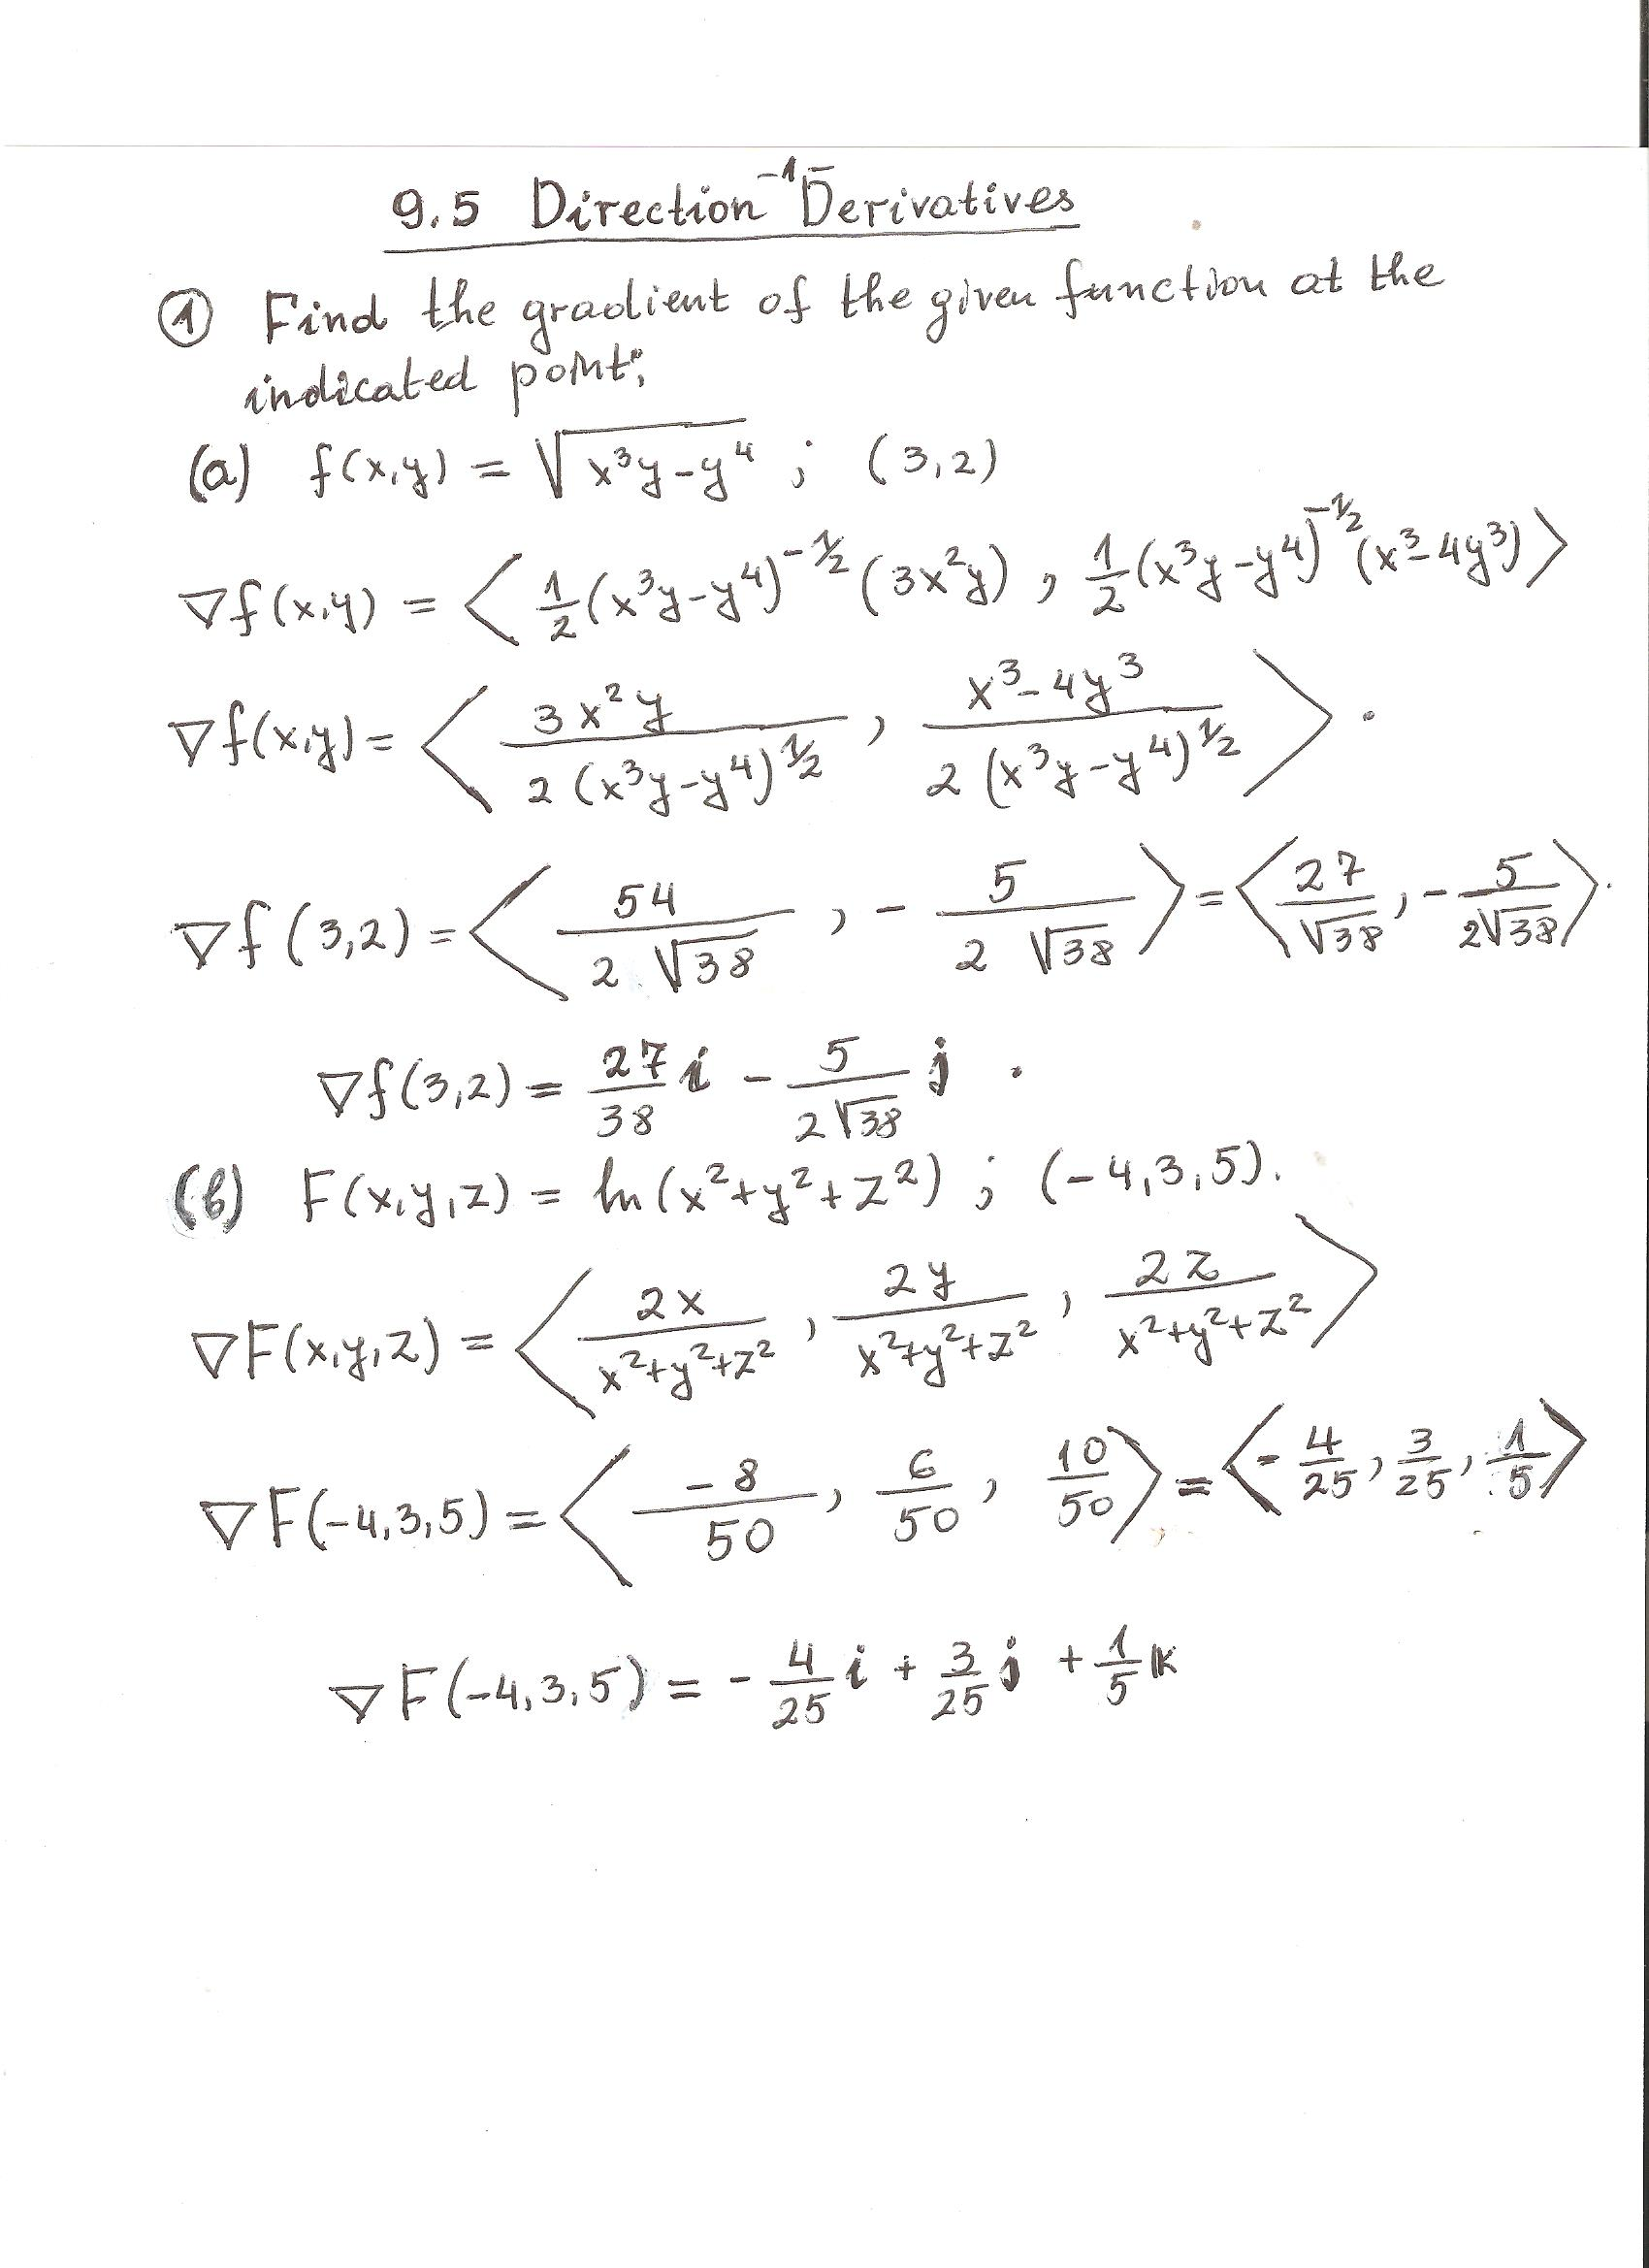 -1-
9.5 Direction Derivatives
① Find the gradient of the given function at the
indicated point:
(a) f(x,y) = √(x³y-y⁴) ; (3,2)
∇f(x,y) = < 1/2 (x³y-y⁴)^(-1/2) (3x²y) , 1/2 (x³y-y⁴)^(-1/2) (x³-4y³) >
∇f(x,y) = < 3x²y / 2(x³y-y⁴)^(1/2) , x³-4y³ / 2(x³y-y⁴)^(1/2) > .
∇f(3,2) = < 54 / 2√38 , - 5 / 2√38 > = < 27/√38 , - 5/2√38 > .
∇f(3,2) = 27/38 i - 5/2√38 j .
(b) F(x,y,z) = ln(x²+y²+z²) ; (-4,3,5).
∇F(x,y,z) = < 2x / x²+y²+z² , 2y / x²+y²+z² , 2z / x²+y²+z² >
∇F(-4,3,5) = < -8/50 , 6/50 , 10/50 > = < - 4/25 , 3/25 , 1/5 >
∇F(-4,3,5) = - 4/25 i + 3/25 j + 1/5 k